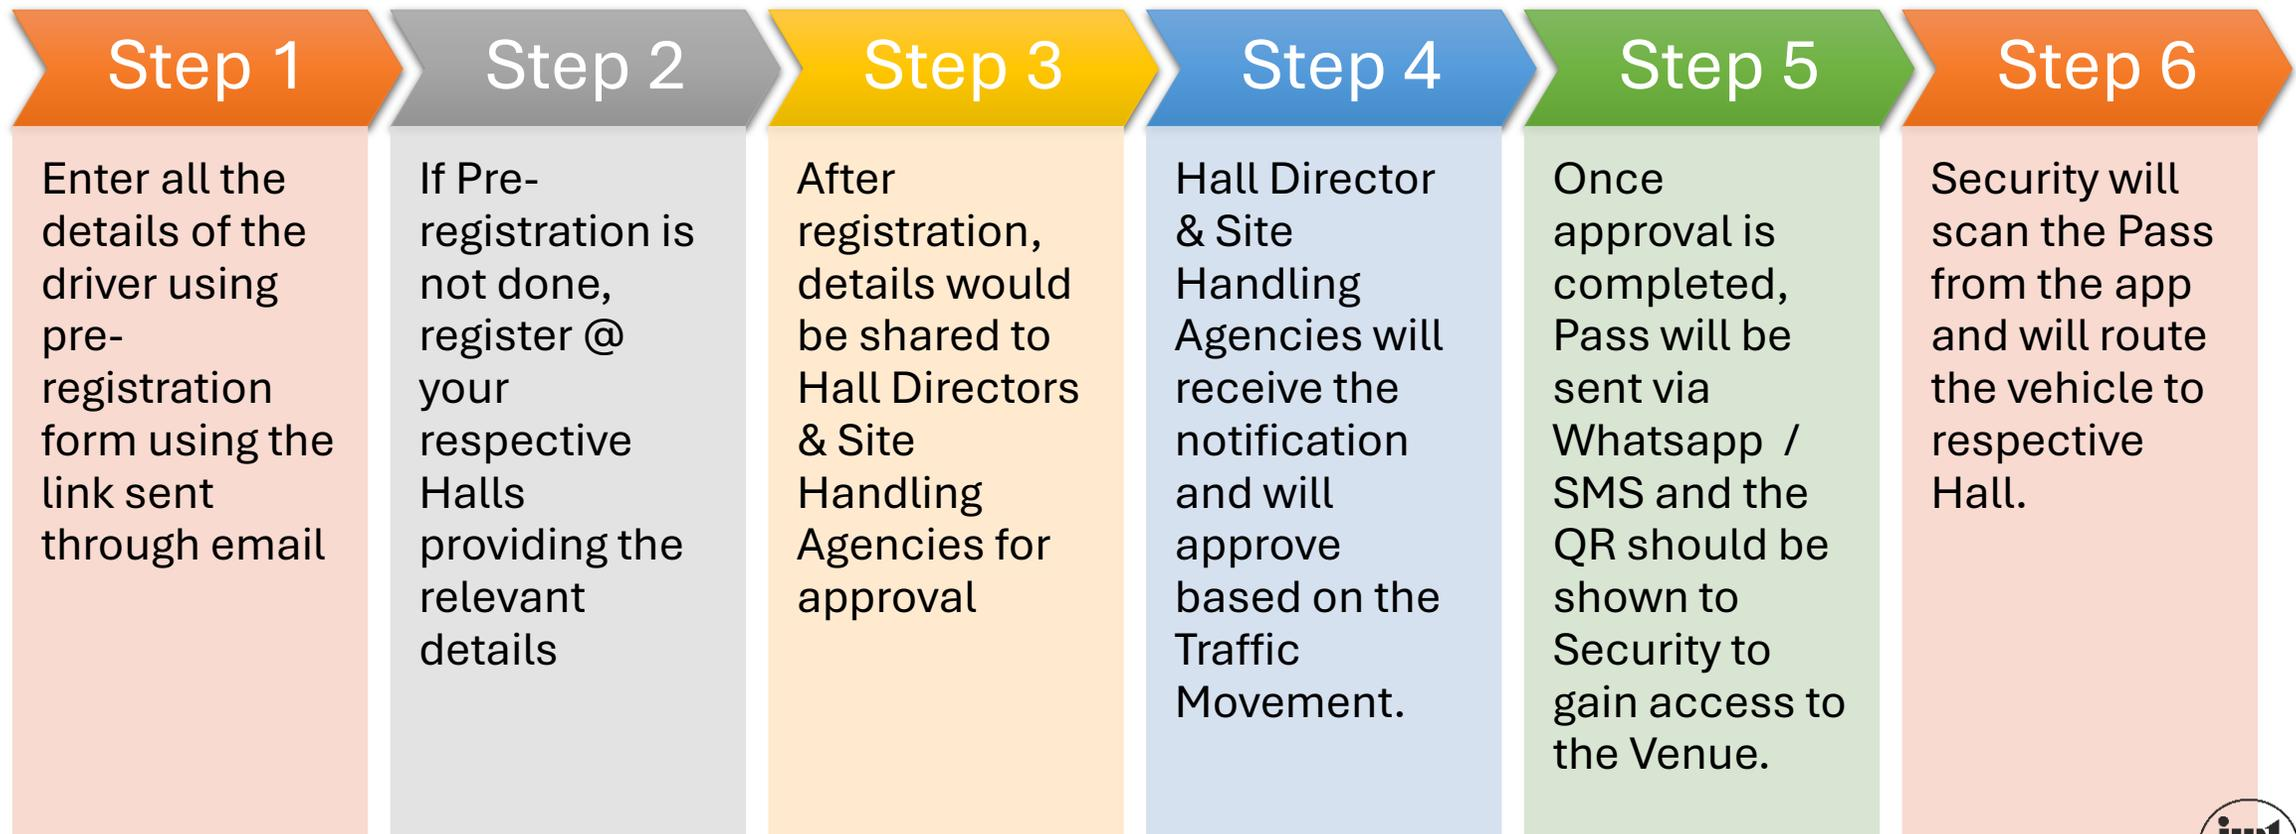 Step 1
Enter all the
details of the
driver using
pre-
registration
form using the
link sent
through email
Step 2
If Pre-
registration is
not done,
register @
your
respective
Halls
providing the
relevant
details
Step 3
After
registration,
details would
be shared to
Hall Directors
& Site
Handling
Agencies for
approval
Step 4
Hall Director
& Site
Handling
Agencies will
receive the
notification
and will
approve
based on the
Traffic
Movement.
Step 5
Once
approval is
completed,
Pass will be
sent via
Whatsapp  /
SMS and the
QR should be
shown to
Security to
gain access to
the Venue.
Step 6
Security will
scan the Pass
from the app
and will route
the vehicle to
respective
Hall.